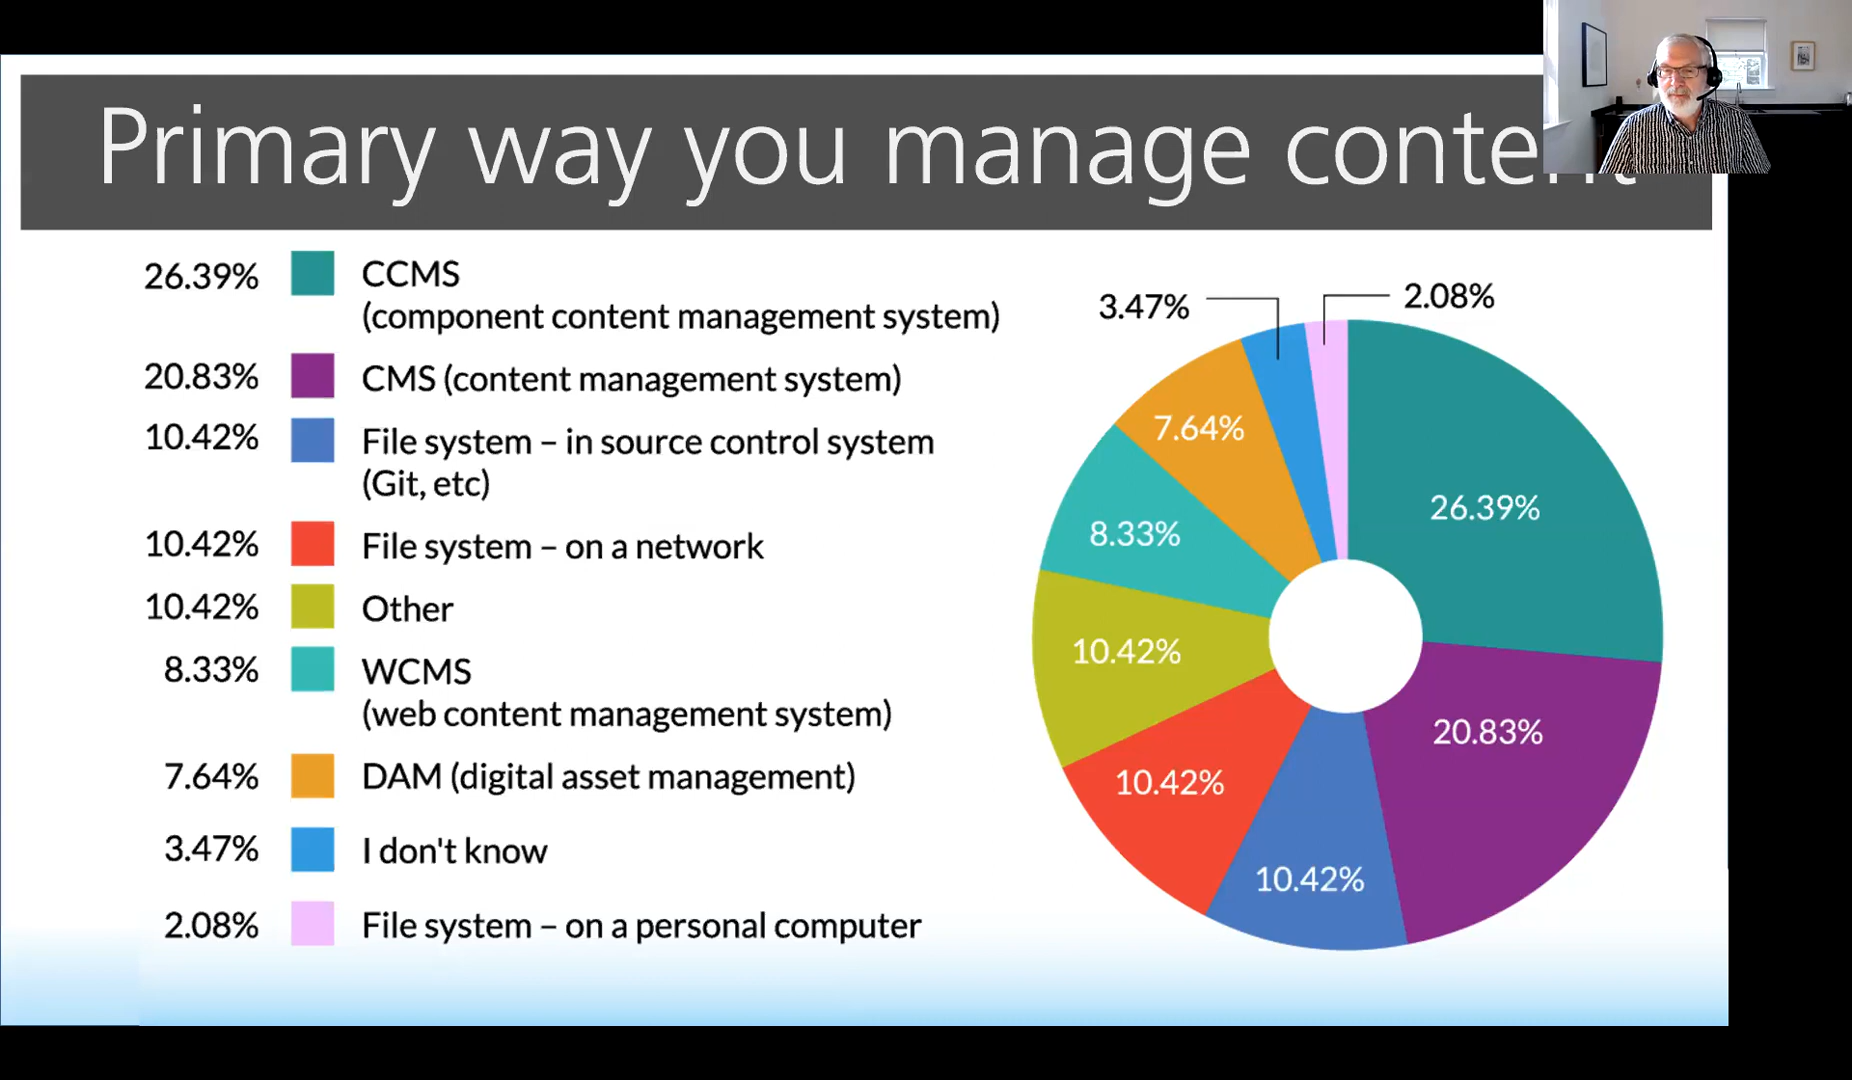 Primary way you manage content
26.39% CCMS
(component content management system)
20.83% CMS (content management system)
10.42% File system – in source control system
(Git, etc)
10.42% File system – on a network
10.42% Other
8.33% WCMS
(web content management system)
7.64% DAM (digital asset management)
3.47% I don't know
2.08% File system – on a personal computer
3.47%
2.08%
7.64%
26.39%
8.33%
10.42%
20.83%
10.42%
10.42%